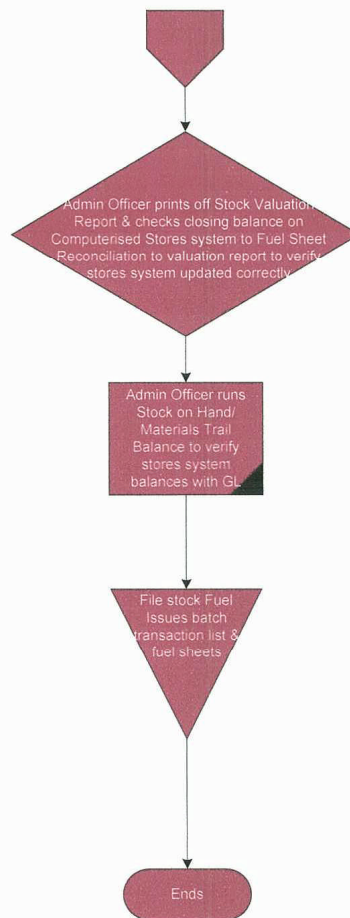 Admin Officer prints off Stock Valuation
Report & checks closing balance on
Computerised Stores system to Fuel Sheet
Reconciliation to valuation report to verify
stores system updated correctly
Admin Officer runs
Stock on Hand/
Materials Trail
Balance to verify
stores system
balances with GL
File stock Fuel
Issues batch
transaction list &
fuel sheets
Ends